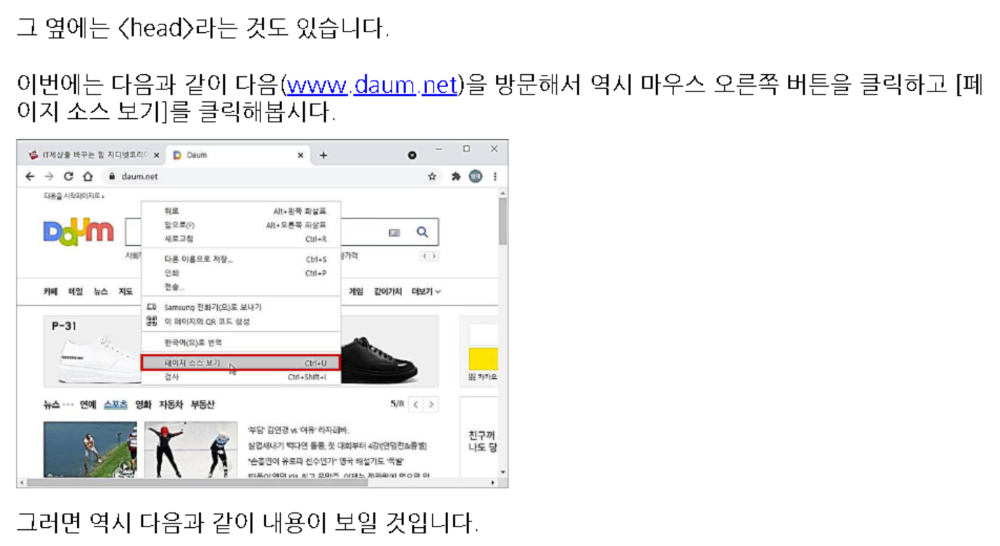 그 옆에는 <head>라는 것도 있습니다.
이번에는 다음과 같이 다음(www.daum.net)을 방문해서 역시 마우스 오른쪽 버튼을 클릭하고 [페
이지 소스 보기]를 클릭해봅시다.
IT세상을 바꾸는 힘 지디넷코리아 Daum
daum.net
다음을 시작페이지로
뒤로 Alt+왼쪽 화살표
앞으로(F) Alt+오른쪽 화살표
Daum
새로고침 Ctrl+R
다른 이름으로 저장... Ctrl+S
인쇄 Ctrl+P
전송...
카페 메일 뉴스 지도 게임 같이가치 더보기
Samsung 전화기(으)로 보내기
이 페이지의 QR 코드 생성
P-31
한국어(으)로 번역
페이지 소스 보기 Ctrl+U
검사 Ctrl+Shift+I
뉴스 연예 스포츠 영화 자동차 부동산 5/8
'부담' 김연경 vs '여유' 라자레바..
실업새내기 백다연 돌풍, 첫 대회부터 4강![연맹전&종별]
"손흥민이 유로파 선수인가" 영국 해설가도 '폭발'
친구꺼
나도 당
그러면 역시 다음과 같이 내용이 보일 것입니다.